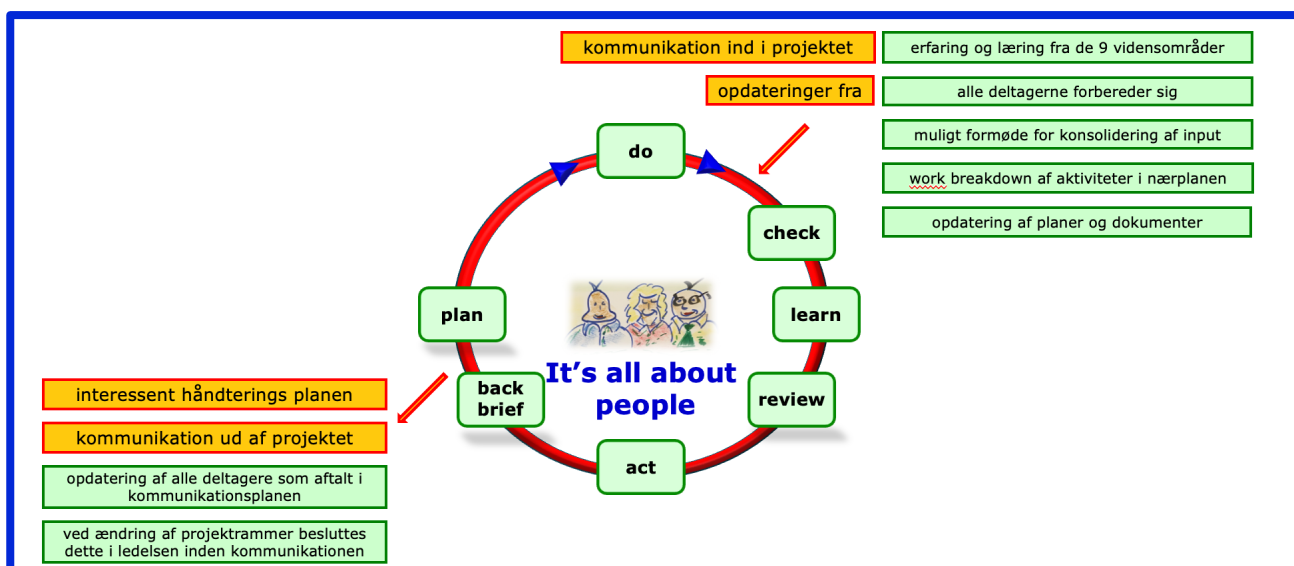 kommunikation ind i projektet
erfaring og læring fra de 9 vidensområder
opdateringer fra
alle deltagerne forbereder sig
muligt formøde for konsolidering af input
work breakdown af aktiviteter i nærplanen
opdatering af planer og dokumenter
do
check
learn
review
act
back
brief
plan
It's all about
people
interessent håndterings planen
kommunikation ud af projektet
opdatering af alle deltagere som aftalt i
kommunikationsplanen
ved ændring af projektrammer besluttes
dette i ledelsen inden kommunikationen